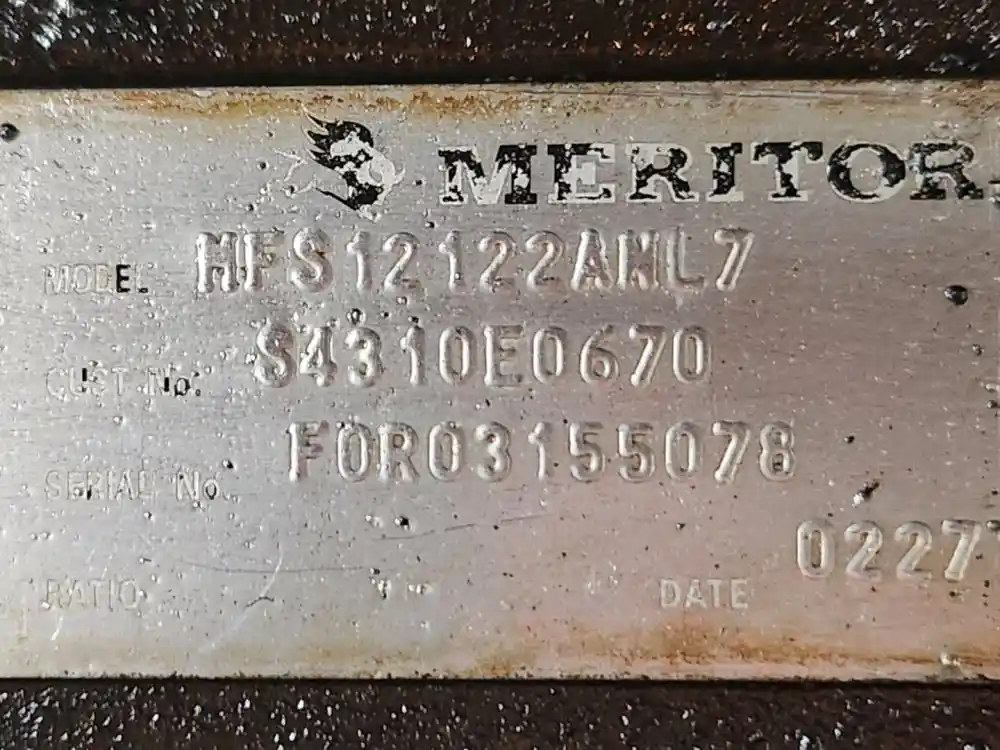 MERITOR
MODEL MFS12122ANL7
CUST No. S4310E0670
SERIAL No. FOR03155078
RATIO DATE 0227